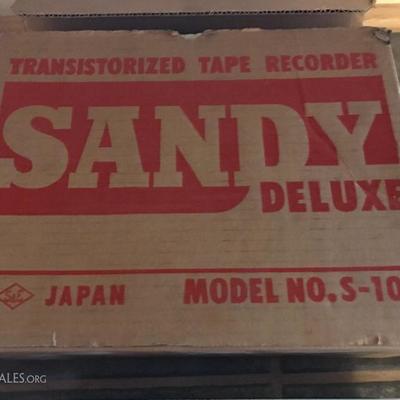 TRANSISTORIZED TAPE RECORDER
SANDY
DELUXE
JAPAN MODEL NO. S-10
ALES.ORG